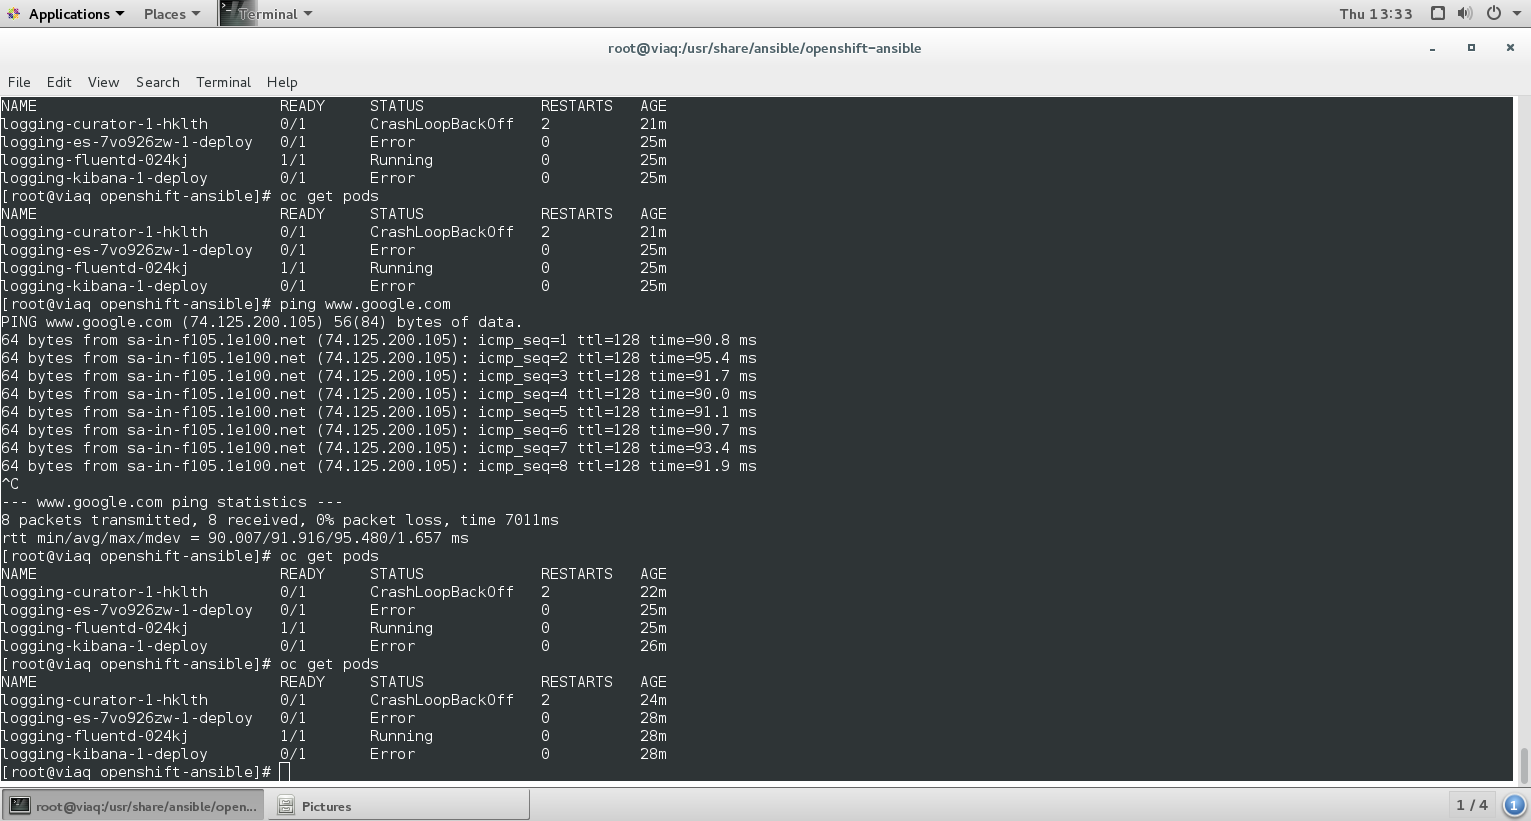 Applications Places Terminal Thu 13:33
root@viaq:/usr/share/ansible/openshift-ansible
File Edit View Search Terminal Help
NAME READY STATUS RESTARTS AGE
logging-curator-1-hklth 0/1 CrashLoopBackOff 2 21m
logging-es-7vo926zw-1-deploy 0/1 Error 0 25m
logging-fluentd-024kj 1/1 Running 0 25m
logging-kibana-1-deploy 0/1 Error 0 25m
[root@viaq openshift-ansible]# oc get pods
NAME READY STATUS RESTARTS AGE
logging-curator-1-hklth 0/1 CrashLoopBackOff 2 21m
logging-es-7vo926zw-1-deploy 0/1 Error 0 25m
logging-fluentd-024kj 1/1 Running 0 25m
logging-kibana-1-deploy 0/1 Error 0 25m
[root@viaq openshift-ansible]# ping www.google.com
PING www.google.com (74.125.200.105) 56(84) bytes of data.
64 bytes from sa-in-f105.1e100.net (74.125.200.105): icmp_seq=1 ttl=128 time=90.8 ms
64 bytes from sa-in-f105.1e100.net (74.125.200.105): icmp_seq=2 ttl=128 time=95.4 ms
64 bytes from sa-in-f105.1e100.net (74.125.200.105): icmp_seq=3 ttl=128 time=91.7 ms
64 bytes from sa-in-f105.1e100.net (74.125.200.105): icmp_seq=4 ttl=128 time=90.0 ms
64 bytes from sa-in-f105.1e100.net (74.125.200.105): icmp_seq=5 ttl=128 time=91.1 ms
64 bytes from sa-in-f105.1e100.net (74.125.200.105): icmp_seq=6 ttl=128 time=90.7 ms
64 bytes from sa-in-f105.1e100.net (74.125.200.105): icmp_seq=7 ttl=128 time=93.4 ms
64 bytes from sa-in-f105.1e100.net (74.125.200.105): icmp_seq=8 ttl=128 time=91.9 ms
^C
--- www.google.com ping statistics ---
8 packets transmitted, 8 received, 0% packet loss, time 7011ms
rtt min/avg/max/mdev = 90.007/91.916/95.480/1.657 ms
[root@viaq openshift-ansible]# oc get pods
NAME READY STATUS RESTARTS AGE
logging-curator-1-hklth 0/1 CrashLoopBackOff 2 22m
logging-es-7vo926zw-1-deploy 0/1 Error 0 25m
logging-fluentd-024kj 1/1 Running 0 25m
logging-kibana-1-deploy 0/1 Error 0 26m
[root@viaq openshift-ansible]# oc get pods
NAME READY STATUS RESTARTS AGE
logging-curator-1-hklth 0/1 CrashLoopBackOff 2 24m
logging-es-7vo926zw-1-deploy 0/1 Error 0 28m
logging-fluentd-024kj 1/1 Running 0 28m
logging-kibana-1-deploy 0/1 Error 0 28m
[root@viaq openshift-ansible]#
root@viaq:/usr/share/ansible/open... Pictures 1 / 4 1